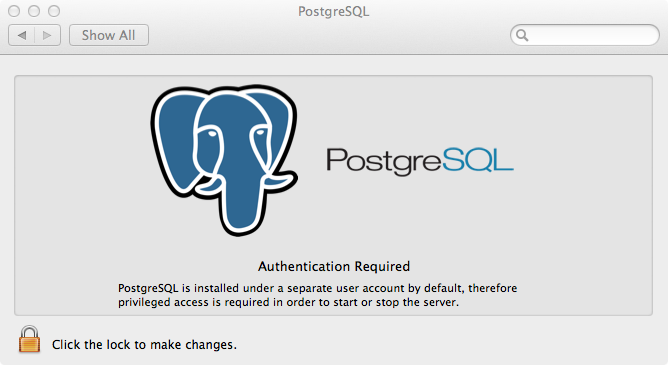 PostgreSQL
Show All
PostgreSQL
Authentication Required
PostgreSQL is installed under a separate user account by default, therefore
privileged access is required in order to start or stop the server.
Click the lock to make changes.